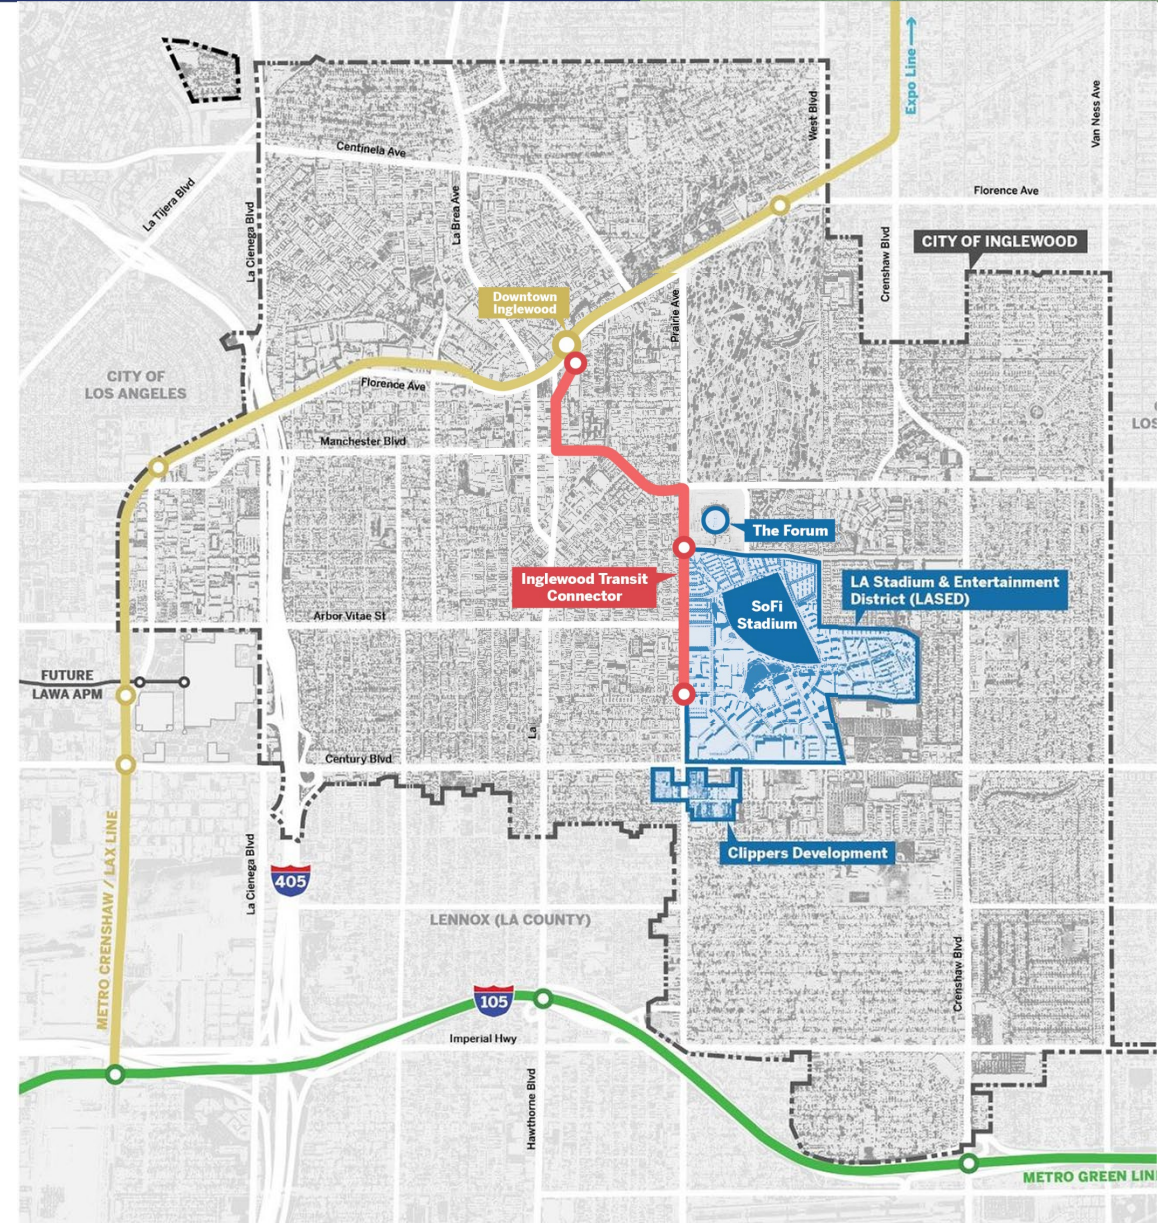 Expo Line
Van Ness Ave
West Blvd
Centinela Ave
La Tijera Blvd
La Brea Ave
La Cienega Blvd
Florence Ave
Crenshaw Blvd
CITY OF INGLEWOOD
Downtown
Inglewood
Prairie Ave
CITY OF
LOS ANGELES
Florence Ave
LOS
Manchester Blvd
The Forum
Inglewood Transit
Connector
LA Stadium & Entertainment
District (LASED)
SoFi
Stadium
Arbor Vitae St
FUTURE
LAWA APM
La
Century Blvd
METRO CRENSHAW / LAX LINE
La Cienega Blvd
405
Clippers Development
LENNOX (LA COUNTY)
Crenshaw Blvd
105
Imperial Hwy
Hawthorne Blvd
METRO GREEN LIN